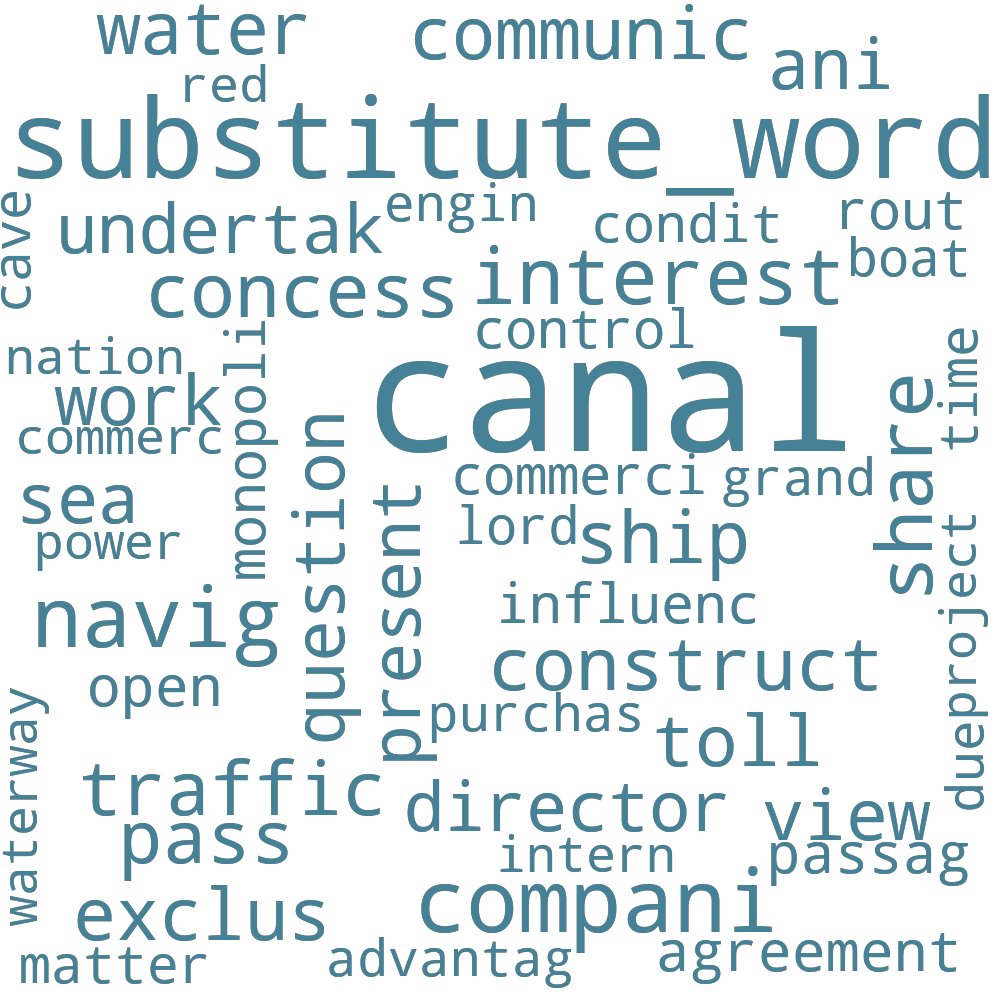 water
communic
ani
red
substitute_word
cave
undertak
engin
condit
rout
boat
concess
interest
control
nation
monopoli
canal
time
work
commerc
question
share
commerci
grand
sea
present
lord
ship
power
project
due
navig
influenc
construct
open
purchas
toll
waterway
traffic
director
view
pass
intern
passag
compani
exclus
matter
advantag
agreement